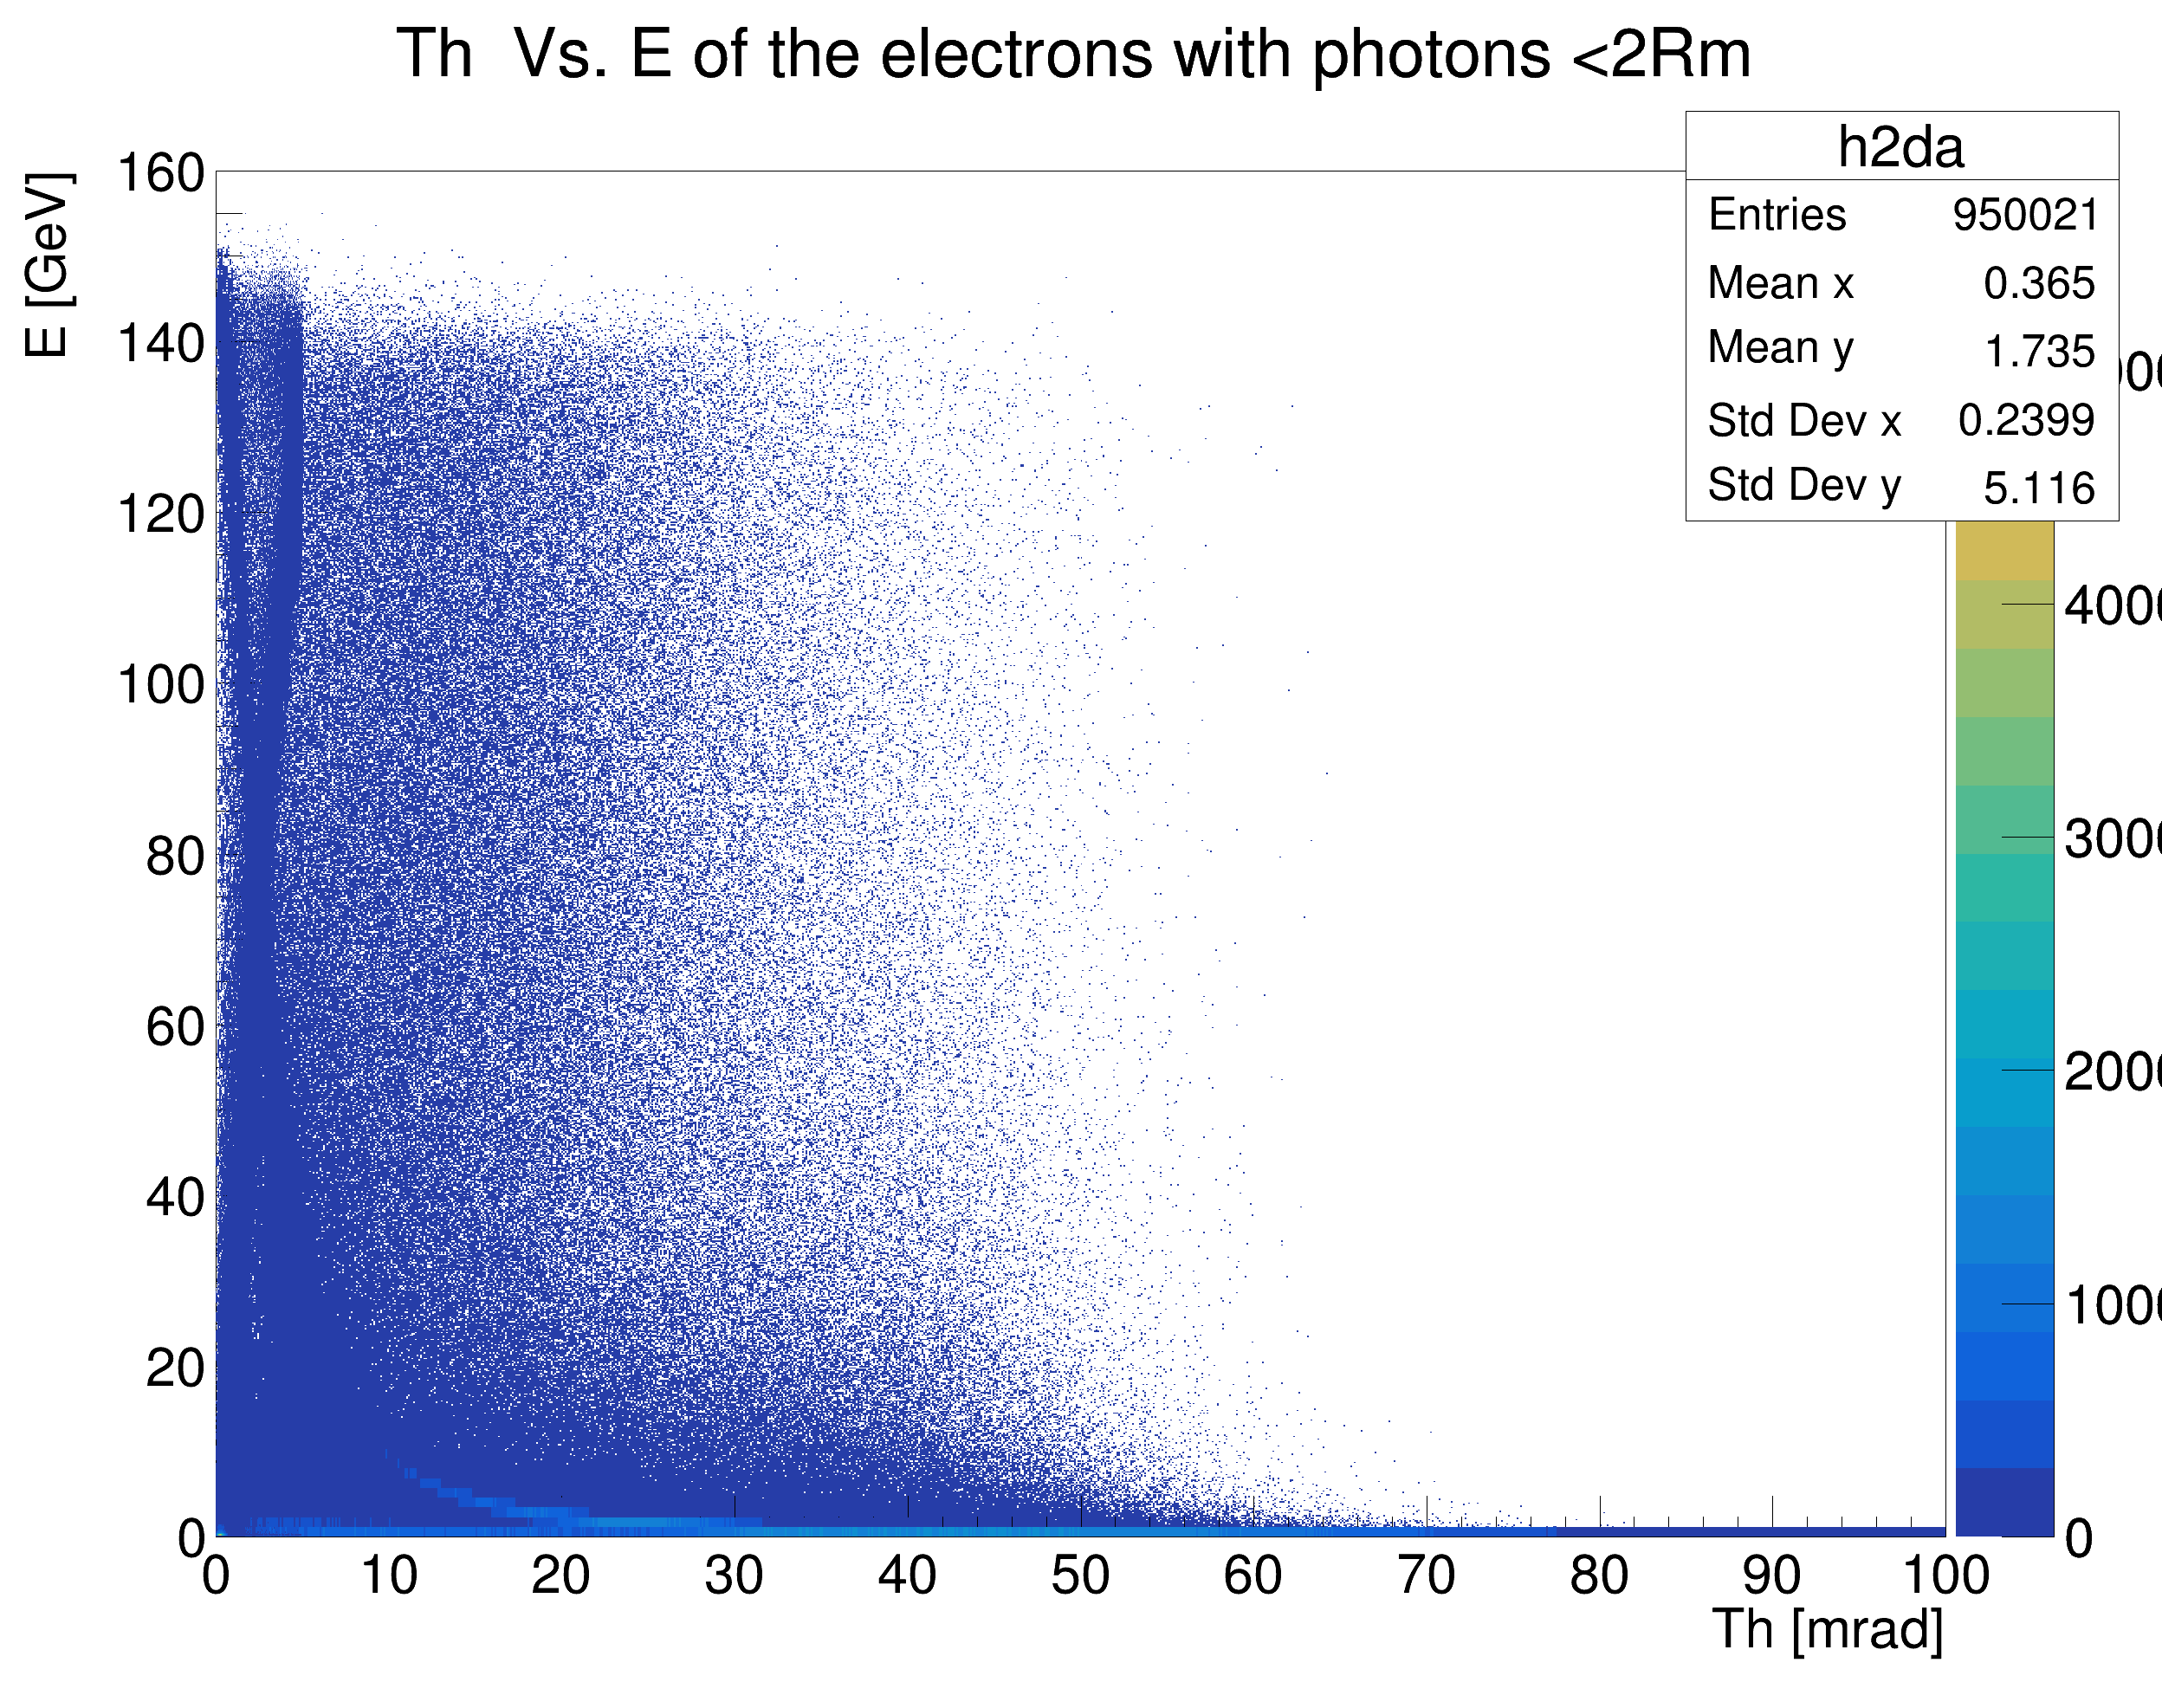 Th Vs. E of the electrons with photons <2Rm
h2da
Entries 950021
Mean x 0.365
Mean y 1.735
Std Dev x 0.2399
Std Dev y 5.116
E [GeV]
160
140
120
100
80
60
40
20
0
0 10 20 30 40 50 60 70 80 90 100
Th [mrad]
0